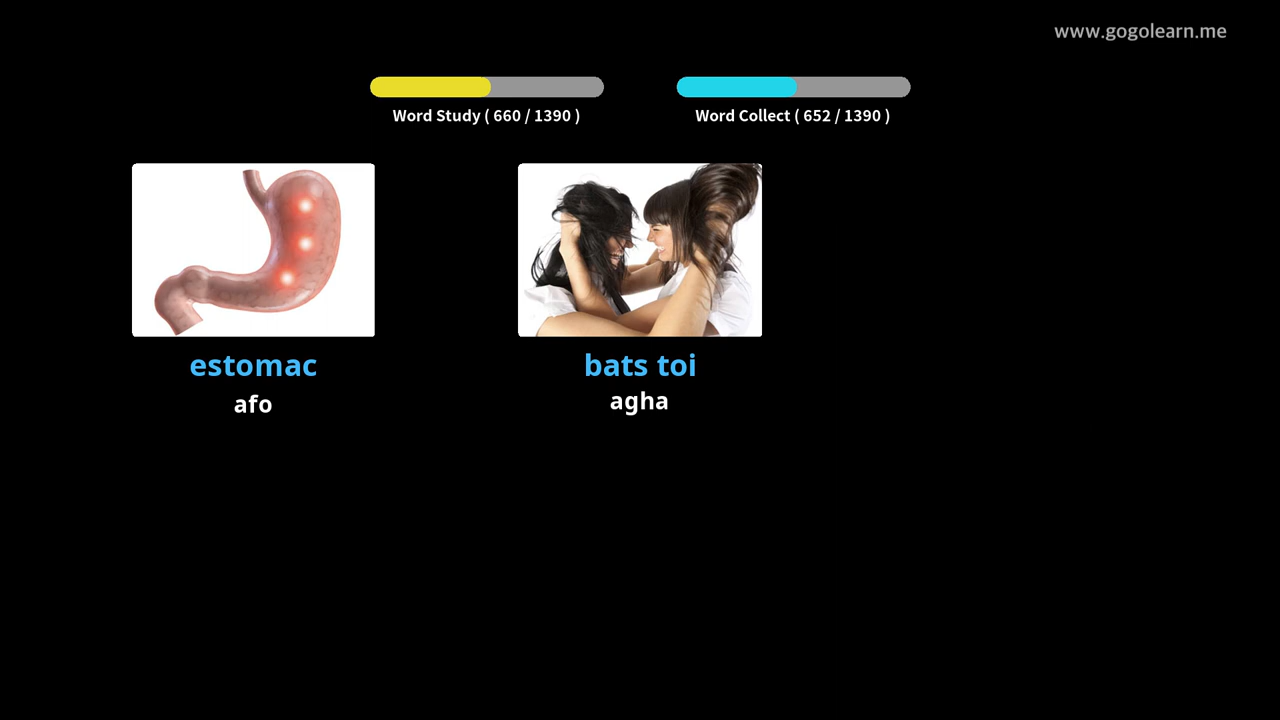 www.gogolearn.me
Word Study ( 660 / 1390 )
Word Collect ( 652 / 1390 )
estomac
afo
bats toi
agha